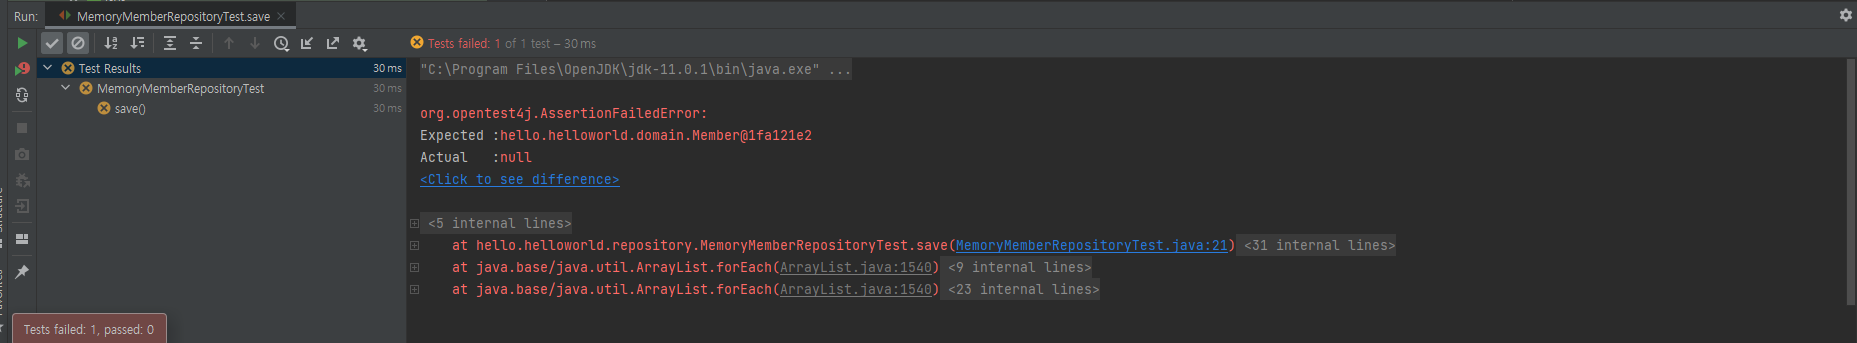 Run: MemoryMemberRepositoryTest.save
Tests failed: 1 of 1 test – 30 ms
Test Results 30 ms
MemoryMemberRepositoryTest 30 ms
save() 30 ms
"C:\Program Files\OpenJDK\jdk-11.0.1\bin\java.exe" ...
org.opentest4j.AssertionFailedError:
Expected :hello.helloworld.domain.Member@1fa121e2
Actual   :null
<Click to see difference>
<5 internal lines>
at hello.helloworld.repository.MemoryMemberRepositoryTest.save(MemoryMemberRepositoryTest.java:21) <31 internal lines>
at java.base/java.util.ArrayList.forEach(ArrayList.java:1540) <9 internal lines>
at java.base/java.util.ArrayList.forEach(ArrayList.java:1540) <23 internal lines>
Tests failed: 1, passed: 0